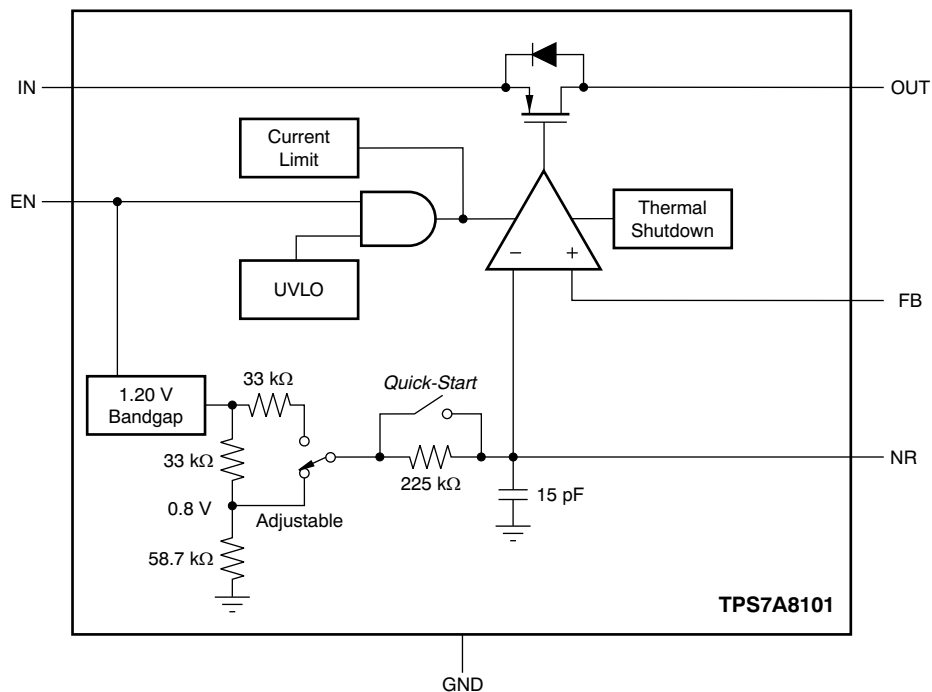 IN
OUT
Current
Limit
EN
Thermal
Shutdown
− +
UVLO
FB
33 kΩ
Quick-Start
1.20 V
Bandgap
33 kΩ
225 kΩ
NR
15 pF
0.8 V
Adjustable
58.7 kΩ
TPS7A8101
GND